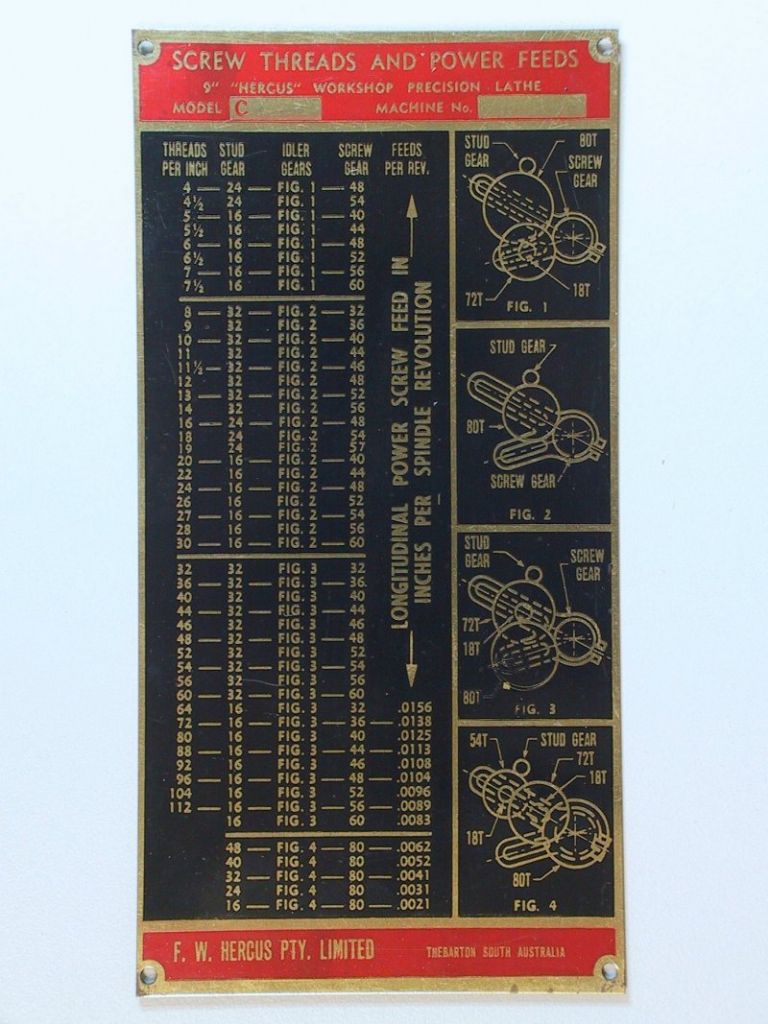 SCREW THREADS AND POWER FEEDS
9" "HERCUS" WORKSHOP PRECISION LATHE
MODEL C MACHINE No.
THREADS PER INCH STUD GEAR IDLER GEARS SCREW GEAR FEEDS PER REV.
4 — 24 — FIG. 1 — 48
4½ 24 FIG. 1 54
5 — 16 — FIG. 1 — 40
5½ 16 FIG. 1 44
6 — 16 — FIG. 1 — 48
6½ 16 FIG. 1 52
7 — 16 — FIG. 1 — 56
7½ 16 FIG. 1 60
8 — 32 — FIG. 2 — 32
9 32 FIG. 2 36
10 — 32 — FIG. 2 — 40
11 32 FIG. 2 44
11½ — 32 — FIG. 2 — 46
12 32 FIG. 2 48
13 — 32 — FIG. 2 — 52
14 32 FIG. 2 56
16 — 24 — FIG. 2 — 48
18 24 FIG. 2 54
19 24 FIG. 2 57
20 — 16 — FIG. 2 — 40
22 16 FIG. 2 44
24 — 16 — FIG. 2 — 48
26 16 FIG. 2 52
27 — 16 — FIG. 2 — 54
28 16 FIG. 2 56
30 — 16 — FIG. 2 — 60
32 32 FIG. 3 32
36 — 32 — FIG. 3 — 36
40 32 FIG. 3 40
44 — 32 — FIG. 3 — 44
46 32 FIG. 3 46
48 — 32 — FIG. 3 — 48
52 32 FIG. 3 52
54 — 32 — FIG. 3 — 54
56 32 FIG. 3 56
60 — 32 — FIG. 3 — 60
64 16 FIG. 3 32 .0156
72 — 16 — FIG. 3 — 36 — .0138
80 16 FIG. 3 40 .0125
88 — 16 — FIG. 3 — 44 — .0113
92 16 FIG. 3 46 .0108
96 — 16 — FIG. 3 — 48 — .0104
104 16 FIG. 3 52 .0096
112 — 16 — FIG. 3 — 56 — .0089
16 FIG. 3 60 .0083
48 — FIG. 4 — 80 — .0062
40 FIG. 4 80 .0052
32 — FIG. 4 — 80 — .0041
24 FIG. 4 80 .0031
16 — FIG. 4 — 80 — .0021
LONGITUDINAL POWER SCREW FEED IN
INCHES PER SPINDLE REVOLUTION
STUD GEAR
80T
SCREW GEAR
72T
18T
FIG. 1
STUD GEAR
80T
SCREW GEAR
FIG. 2
STUD GEAR
SCREW GEAR
72T
18T
80T
FIG. 3
54T
STUD GEAR
72T
18T
18T
80T
FIG. 4
F. W. HERCUS PTY. LIMITED THEBARTON SOUTH AUSTRALIA